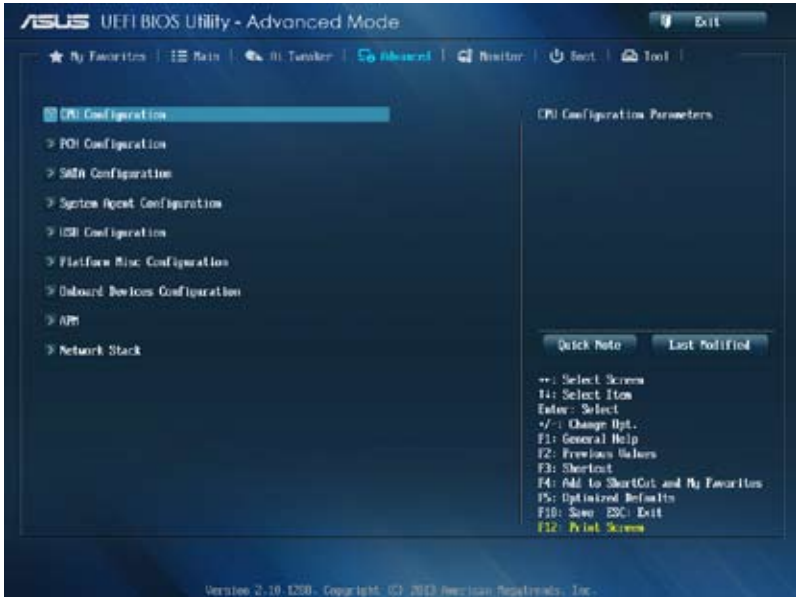 ASUS UEFI BIOS Utility - Advanced Mode
Exit
My Favorites
Main
Ai Tweaker
Advanced
Monitor
Boot
Tool
CPU Configuration
PCH Configuration
SATA Configuration
System Agent Configuration
USB Configuration
Platform Misc Configuration
Onboard Devices Configuration
APM
Network Stack
CPU Configuration Parameters
Quick Note
Last Modified
→←: Select Screen
↑↓: Select Item
Enter: Select
+/-: Change Opt.
F1: General Help
F2: Previous Values
F3: Shortcut
F4: Add to ShortCut and My Favorites
F5: Optimized Defaults
F10: Save ESC: Exit
F12: Print Screen
Version 2.10.1208. Copyright (C) 2013 American Megatrends, Inc.